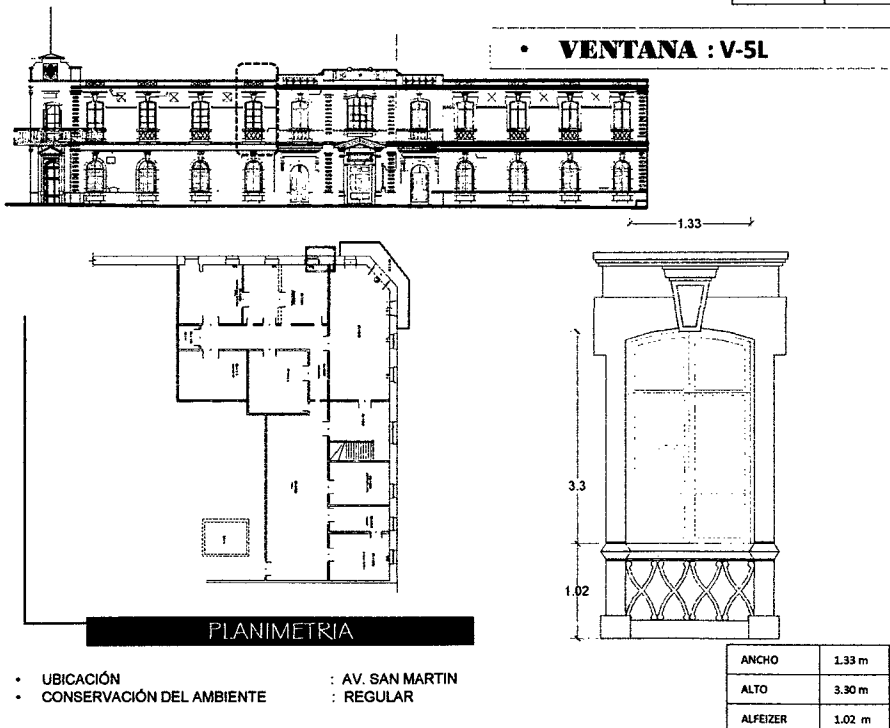 • VENTANA : V-5L
1.33
3.3
1.02
PLANIMETRIA
• UBICACIÓN : AV. SAN MARTIN
• CONSERVACIÓN DEL AMBIENTE : REGULAR
ANCHO 1.33 m
ALTO 3.30 m
ALFEIZER 1.02 m